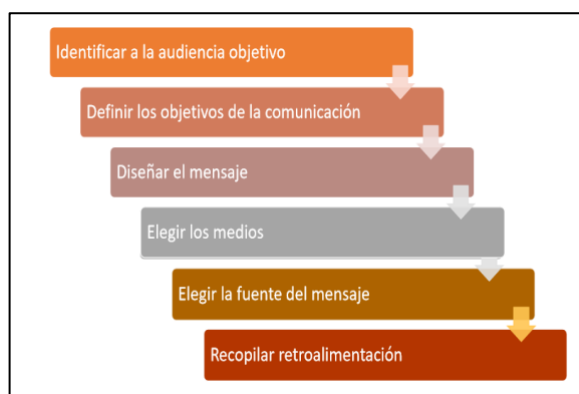 Identificar a la audiencia objetivo
Definir los objetivos de la comunicación
Diseñar el mensaje
Elegir los medios
Elegir la fuente del mensaje
Recopilar retroalimentación